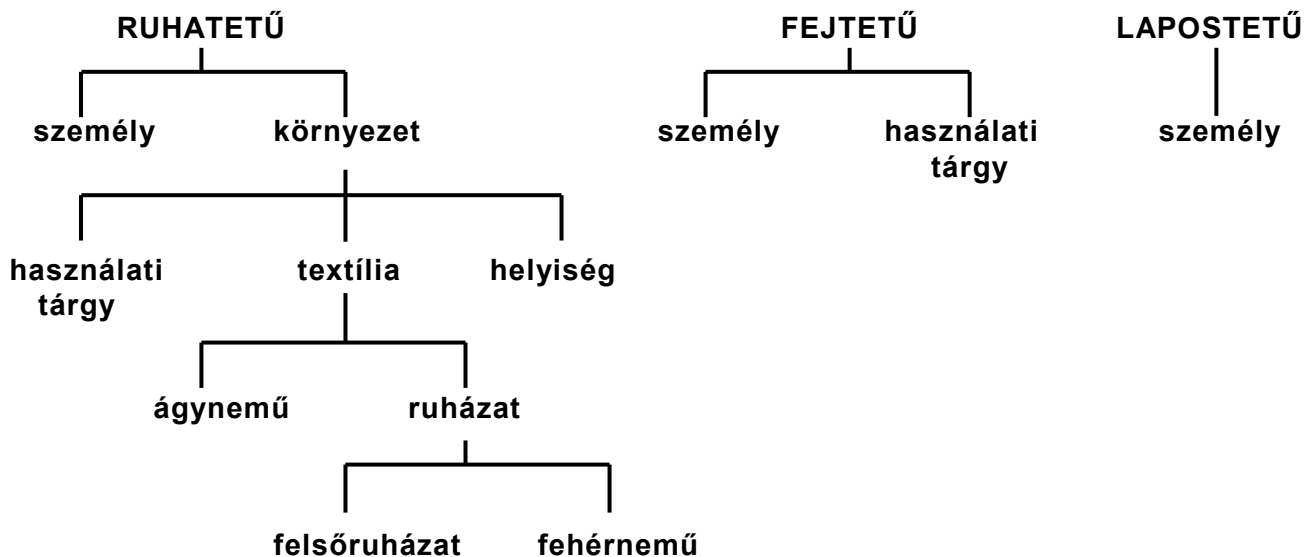 RUHATETŰ FEJTETŰ LAPOSTETŰ
személy környezet személy használati tárgy személy
használati tárgy textília helyiség
ágynemű ruházat
felsőruházat fehérnemű